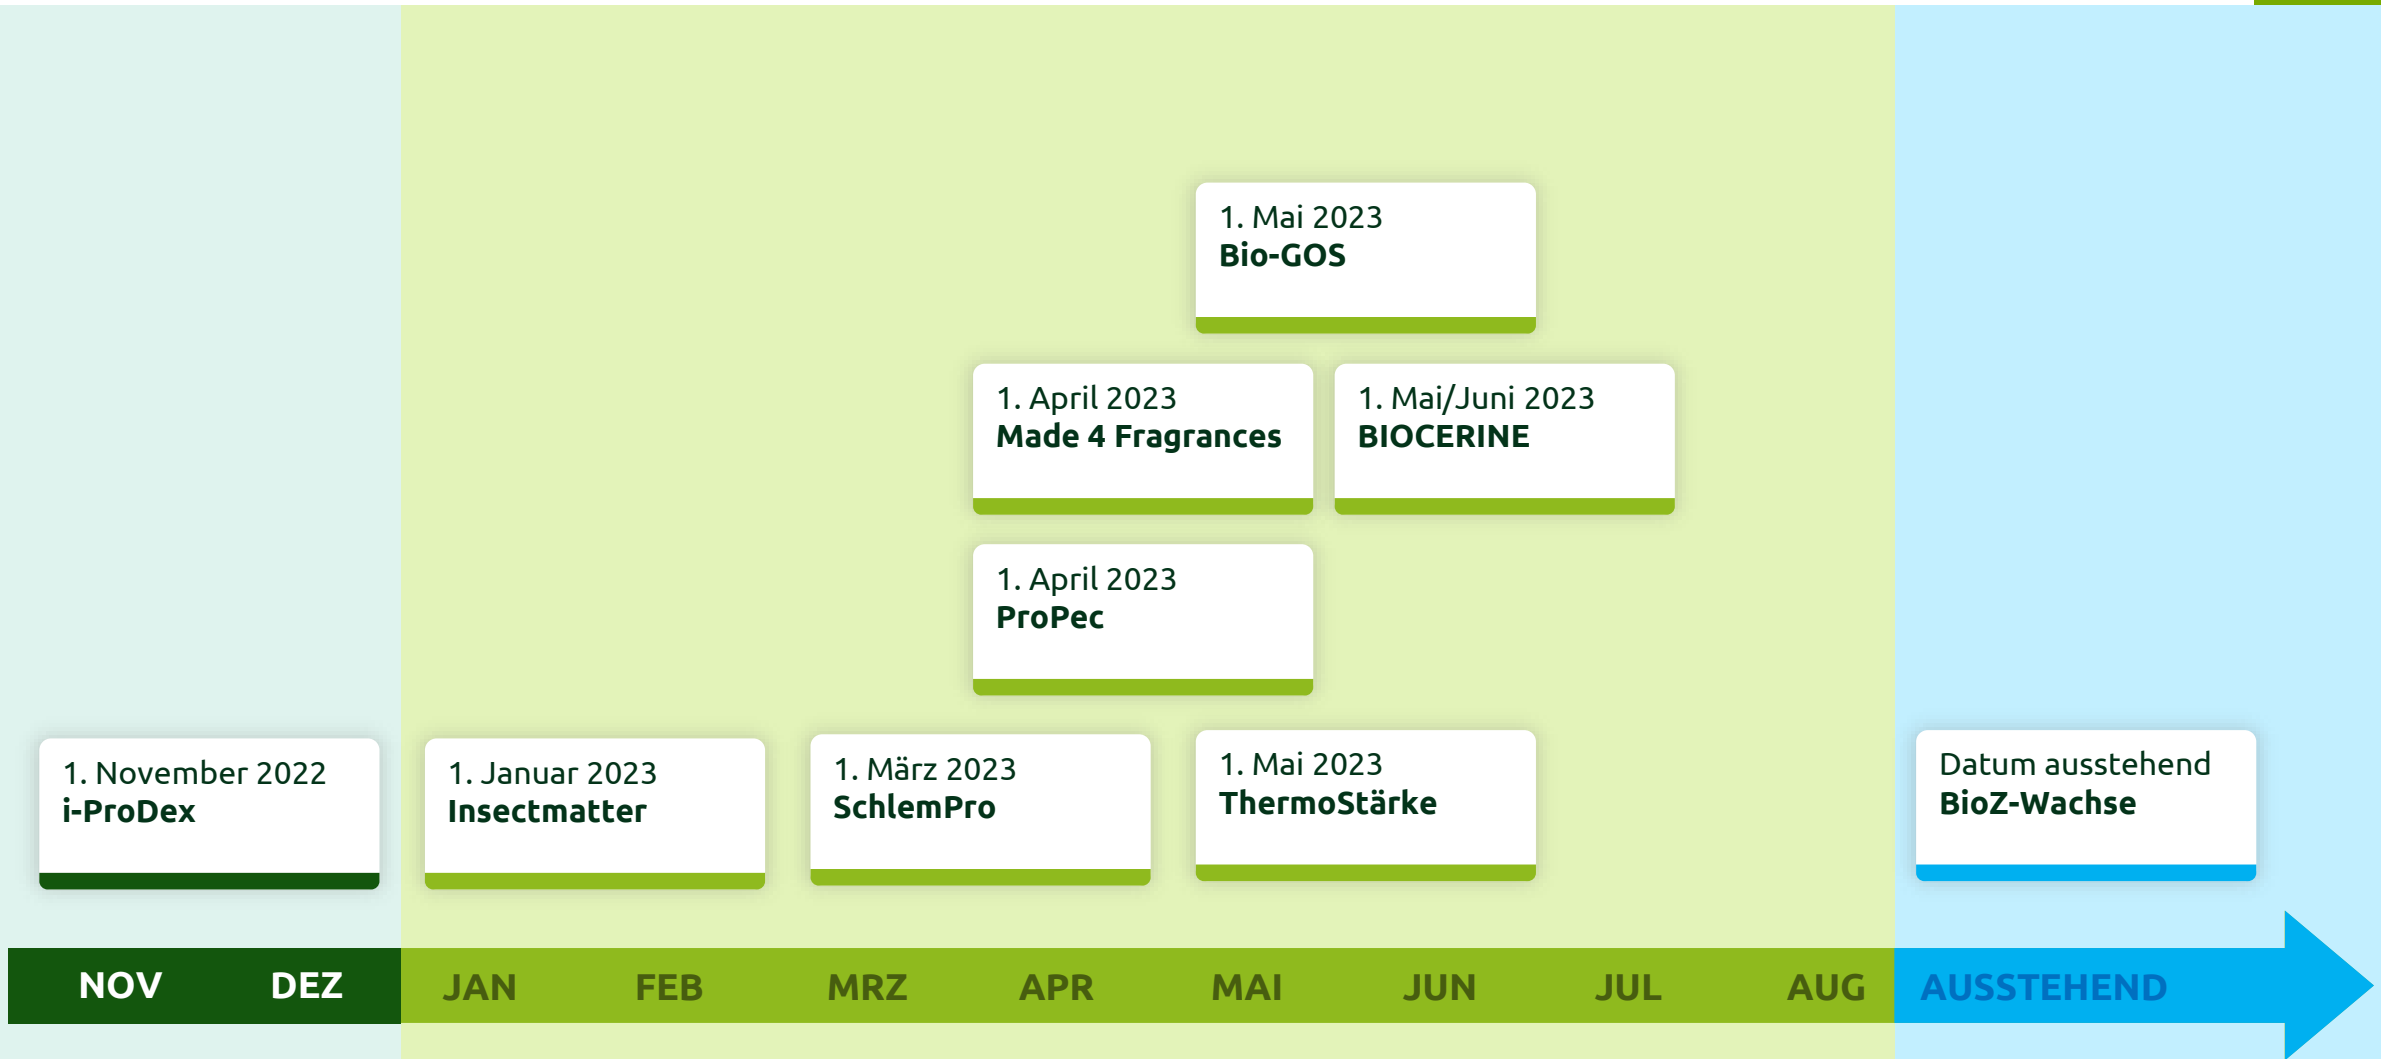 1. Mai 2023
Bio-GOS
1. April 2023
Made 4 Fragrances
1. Mai/Juni 2023
BIOCERINE
1. April 2023
ProPec
1. November 2022
i-ProDex
1. Januar 2023
Insectmatter
1. März 2023
SchlemPro
1. Mai 2023
ThermoStärke
Datum ausstehend
BioZ-Wachse
NOV DEZ JAN FEB MRZ APR MAI JUN JUL AUG AUSSTEHEND